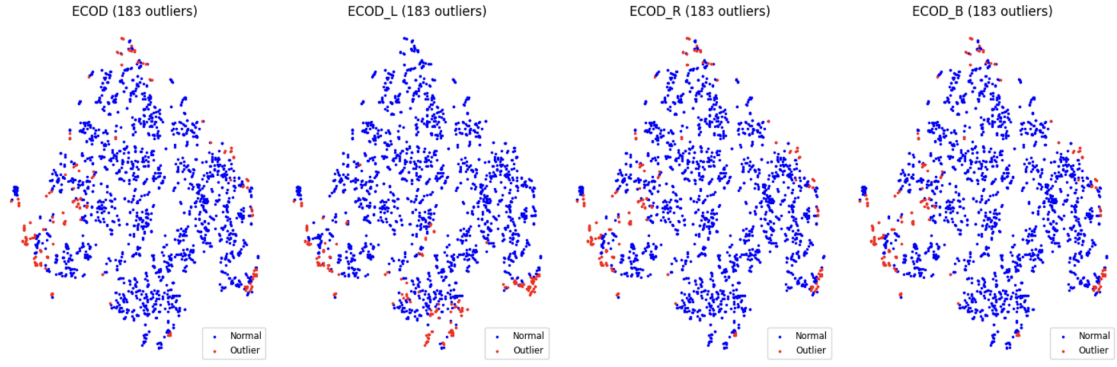 ECOD (183 outliers)
ECOD_L (183 outliers)
ECOD_R (183 outliers)
ECOD_B (183 outliers)
Normal
Outlier
Normal
Outlier
Normal
Outlier
Normal
Outlier